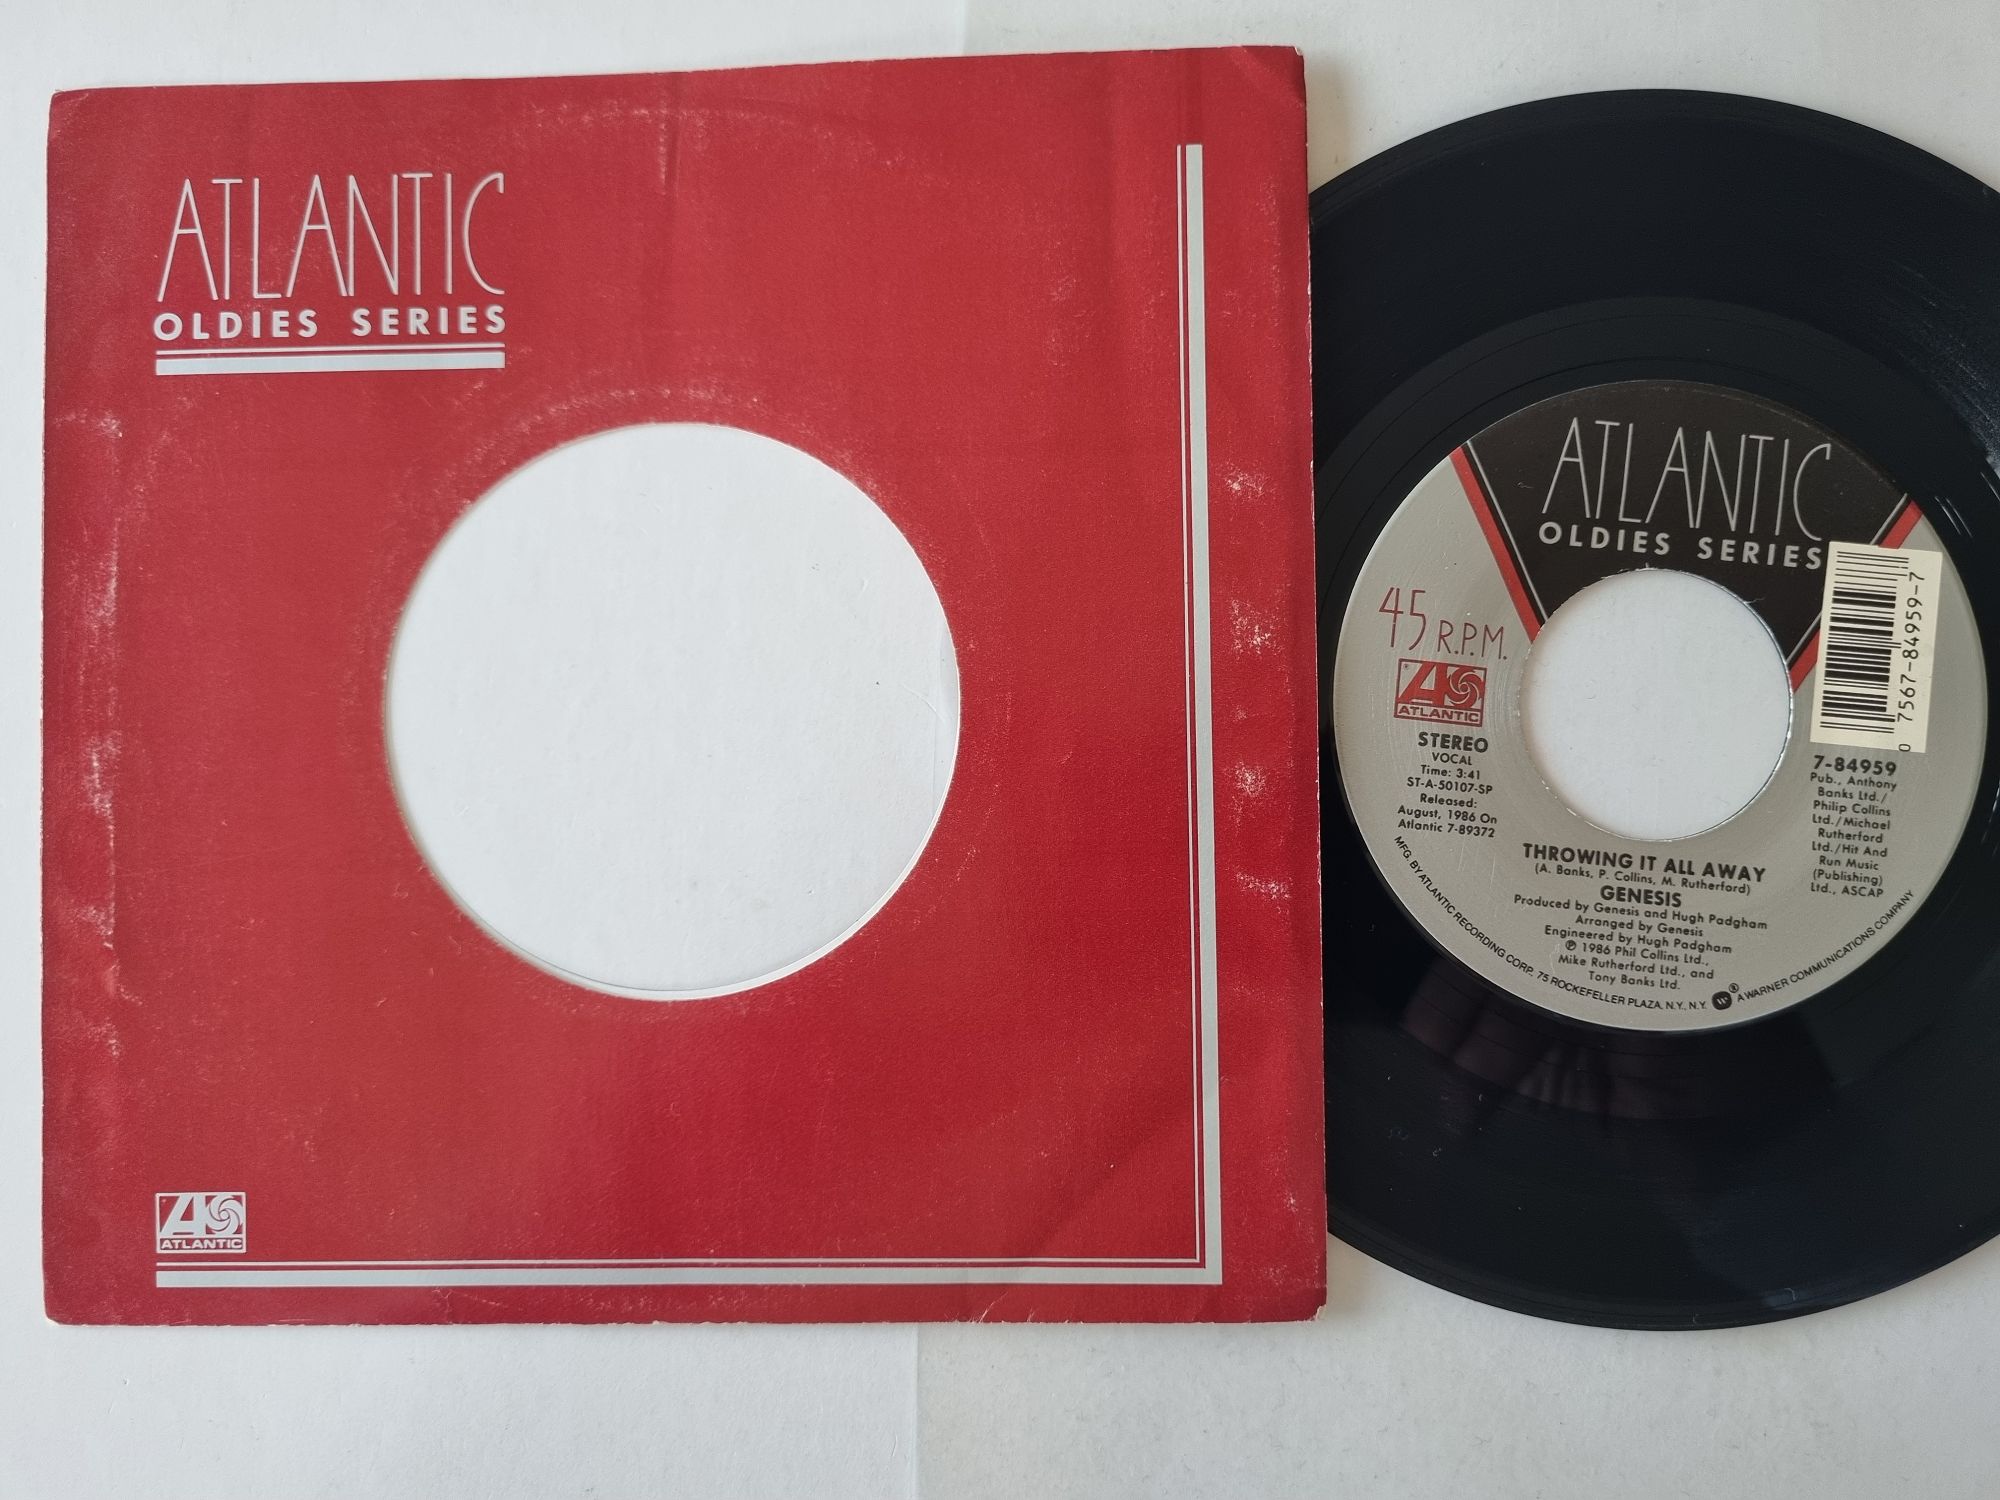 ATLANTIC
OLDIES SERIES
ATLANTIC
ATLANTIC
OLDIES SERIES
45 R.P.M.
ATLANTIC
STEREO
VOCAL
Time: 3:41
ST-A-50107-SP
Released:
August, 1986 On
Atlantic 7-89372
0 7567-84959-7
7-84959
Pub., Anthony
Banks Ltd./
Philip Collins
Ltd./Michael
Rutherford
Ltd./Hit And
Run Music
(Publishing)
Ltd., ASCAP
THROWING IT ALL AWAY
(A. Banks, P. Collins, M. Rutherford)
GENESIS
Produced by Genesis and Hugh Padgham
Arranged by Genesis
Engineered by Hugh Padgham
℗ 1986 Phil Collins Ltd.,
Mike Rutherford Ltd., and
Tony Banks Ltd.
MFG. BY ATLANTIC RECORDING CORP., 75 ROCKEFELLER PLAZA, N.Y., N.Y. ® A WARNER COMMUNICATIONS COMPANY